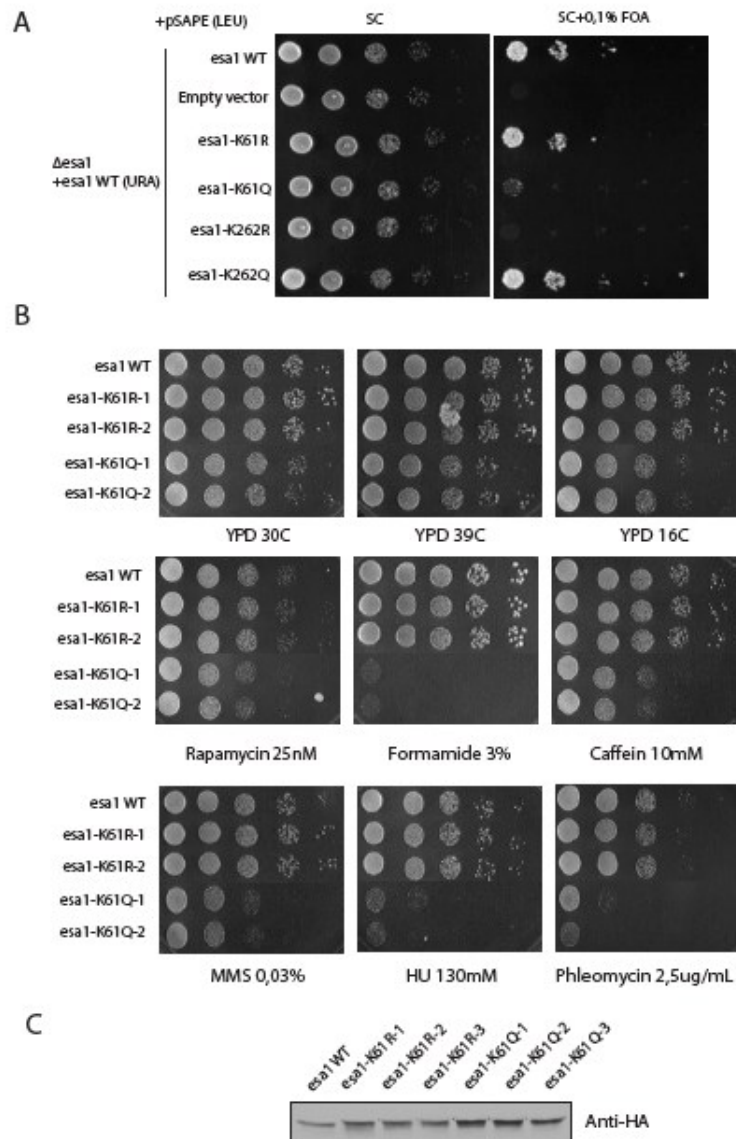 A
+pSAPE (LEU) SC SC+0,1% FOA
esa1 WT
Empty vector
esa1-K61R
Δesa1
+esa1 WT (URA)
esa1-K61Q
esa1-K262R
esa1-K262Q
B
esa1 WT
esa1-K61R-1
esa1-K61R-2
esa1-K61Q-1
esa1-K61Q-2
YPD 30C YPD 39C YPD 16C
esa1 WT
esa1-K61R-1
esa1-K61R-2
esa1-K61Q-1
esa1-K61Q-2
Rapamycin 25nM Formamide 3% Caffein 10mM
esa1 WT
esa1-K61R-1
esa1-K61R-2
esa1-K61Q-1
esa1-K61Q-2
MMS 0,03% HU 130mM Phleomycin 2,5ug/mL
C
esa1 WT esa1-K61R-1 esa1-K61R-2 esa1-K61R-3 esa1-K61Q-1 esa1-K61Q-2 esa1-K61Q-3
Anti-HA